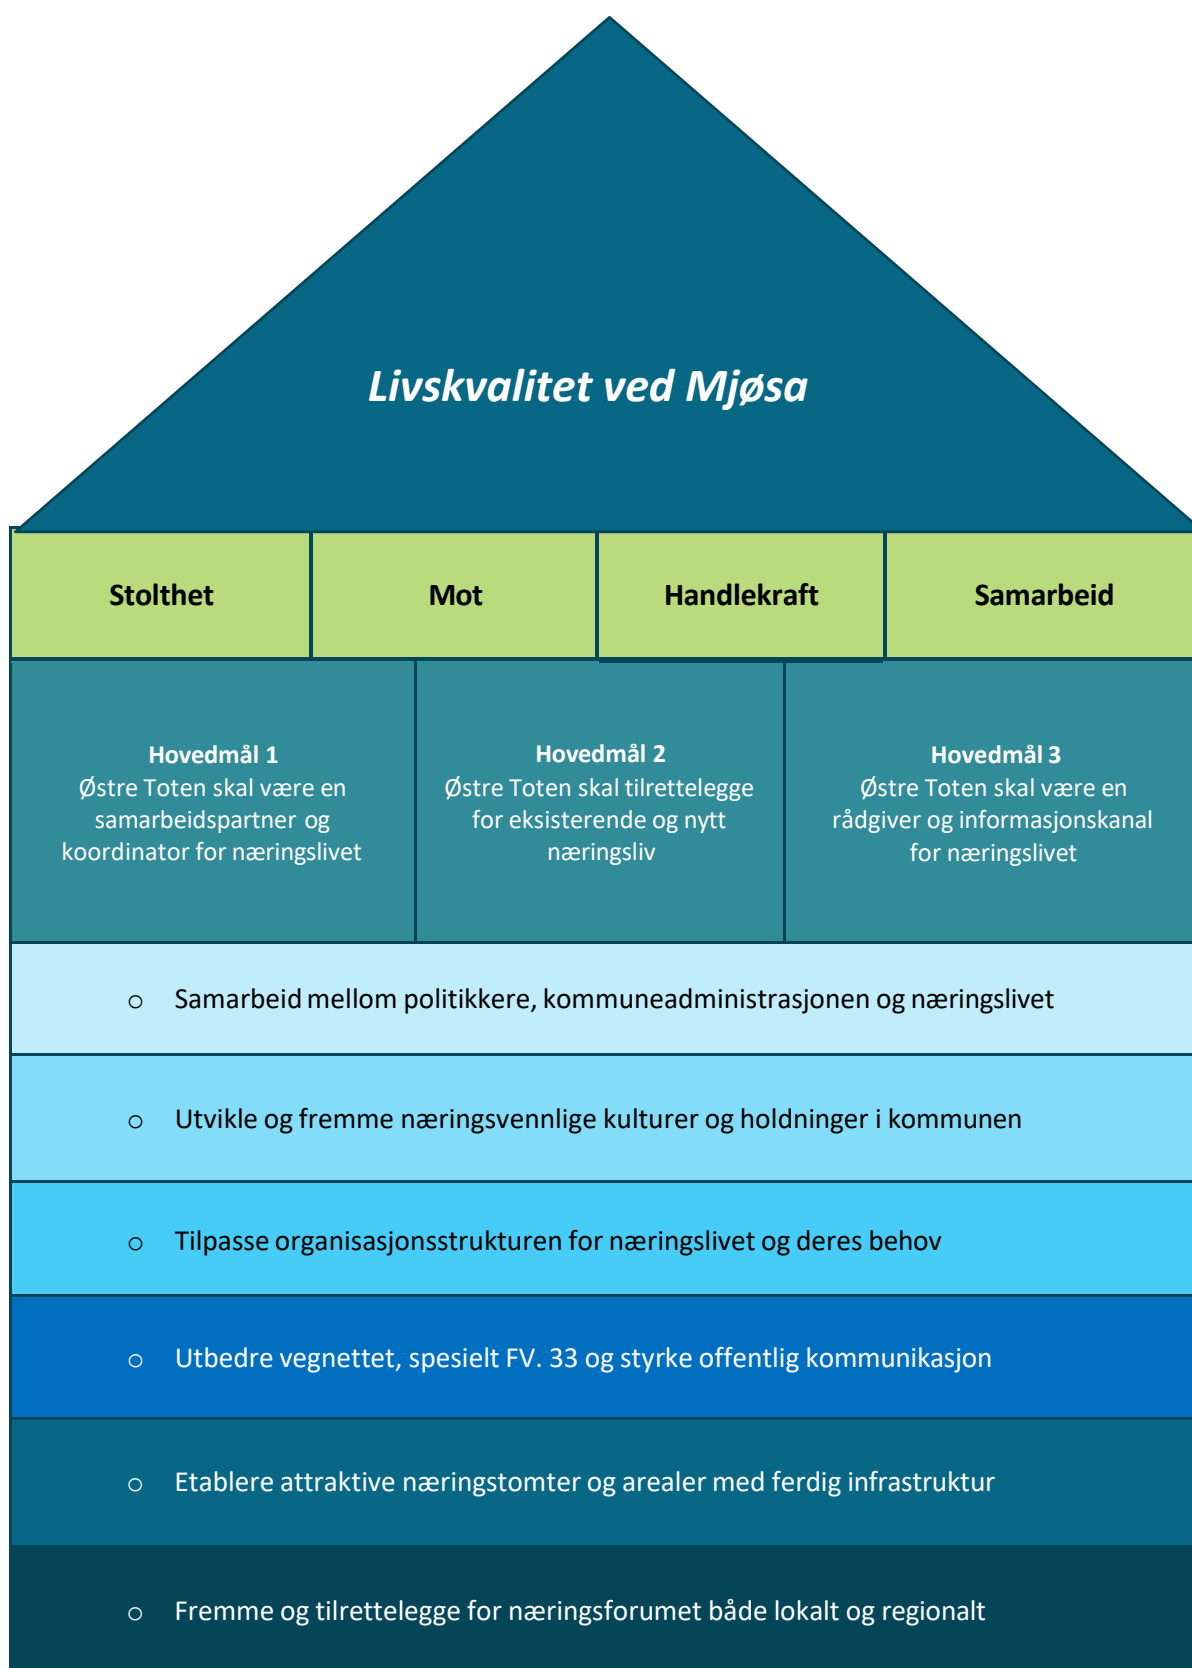 Livskvalitet ved Mjøsa
Stolthet
Mot
Handlekraft
Samarbeid
Hovedmål 1
Østre Toten skal være en
samarbeidspartner og
koordinator for næringslivet
Hovedmål 2
Østre Toten skal tilrettelegge
for eksisterende og nytt
næringsliv
Hovedmål 3
Østre Toten skal være en
rådgiver og informasjonskanal
for næringslivet
o Samarbeid mellom politikkere, kommuneadministrasjonen og næringslivet
o Utvikle og fremme næringsvennlige kulturer og holdninger i kommunen
o Tilpasse organisasjonsstrukturen for næringslivet og deres behov
o Utbedre vegnettet, spesielt FV. 33 og styrke offentlig kommunikasjon
o Etablere attraktive næringstomter og arealer med ferdig infrastruktur
o Fremme og tilrettelegge for næringsforumet både lokalt og regionalt